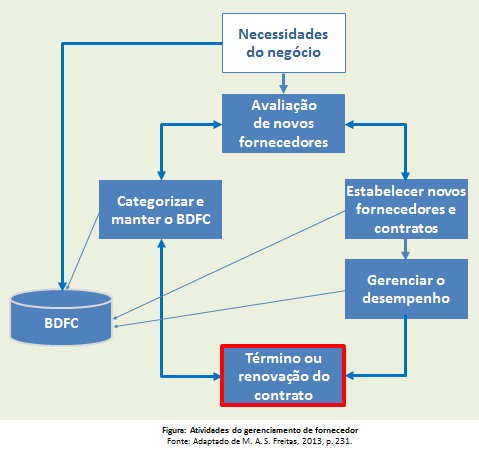 Necessidades
do negócio
Avaliação
de novos
fornecedores
Categorizar e
manter o BDFC
Estabelecer novos
fornecedores e
contratos
Gerenciar o
desempenho
BDFC
Término ou
renovação do
contrato
Figura: Atividades do gerenciamento de fornecedor
Fonte: Adaptado de M. A. S. Freitas, 2013, p. 231.